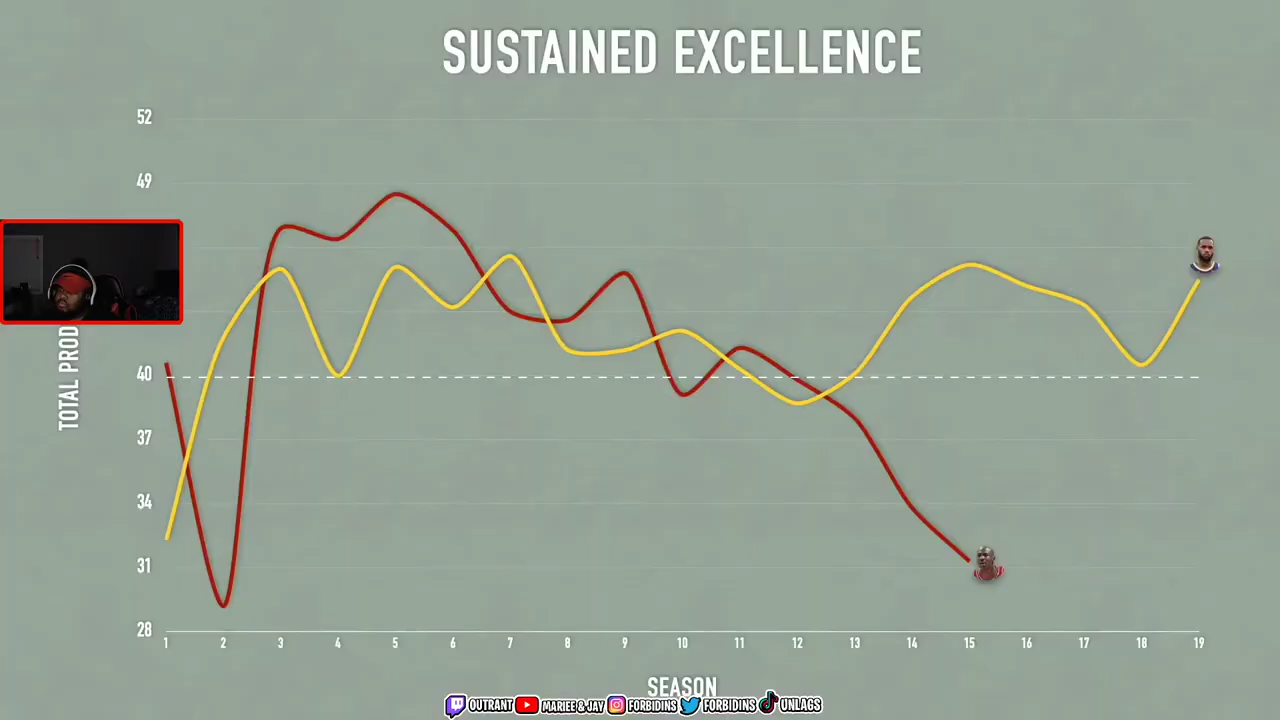 SUSTAINED EXCELLENCE
52
49
40
37
34
31
28
TOTAL PROD
1 2 3 4 5 6 7 8 9 10 11 12 13 14 15 16 17 18 19
SEASON
OUTRANT MARIEE & JAY FORBIDINS FORBIDINS UNLAGS